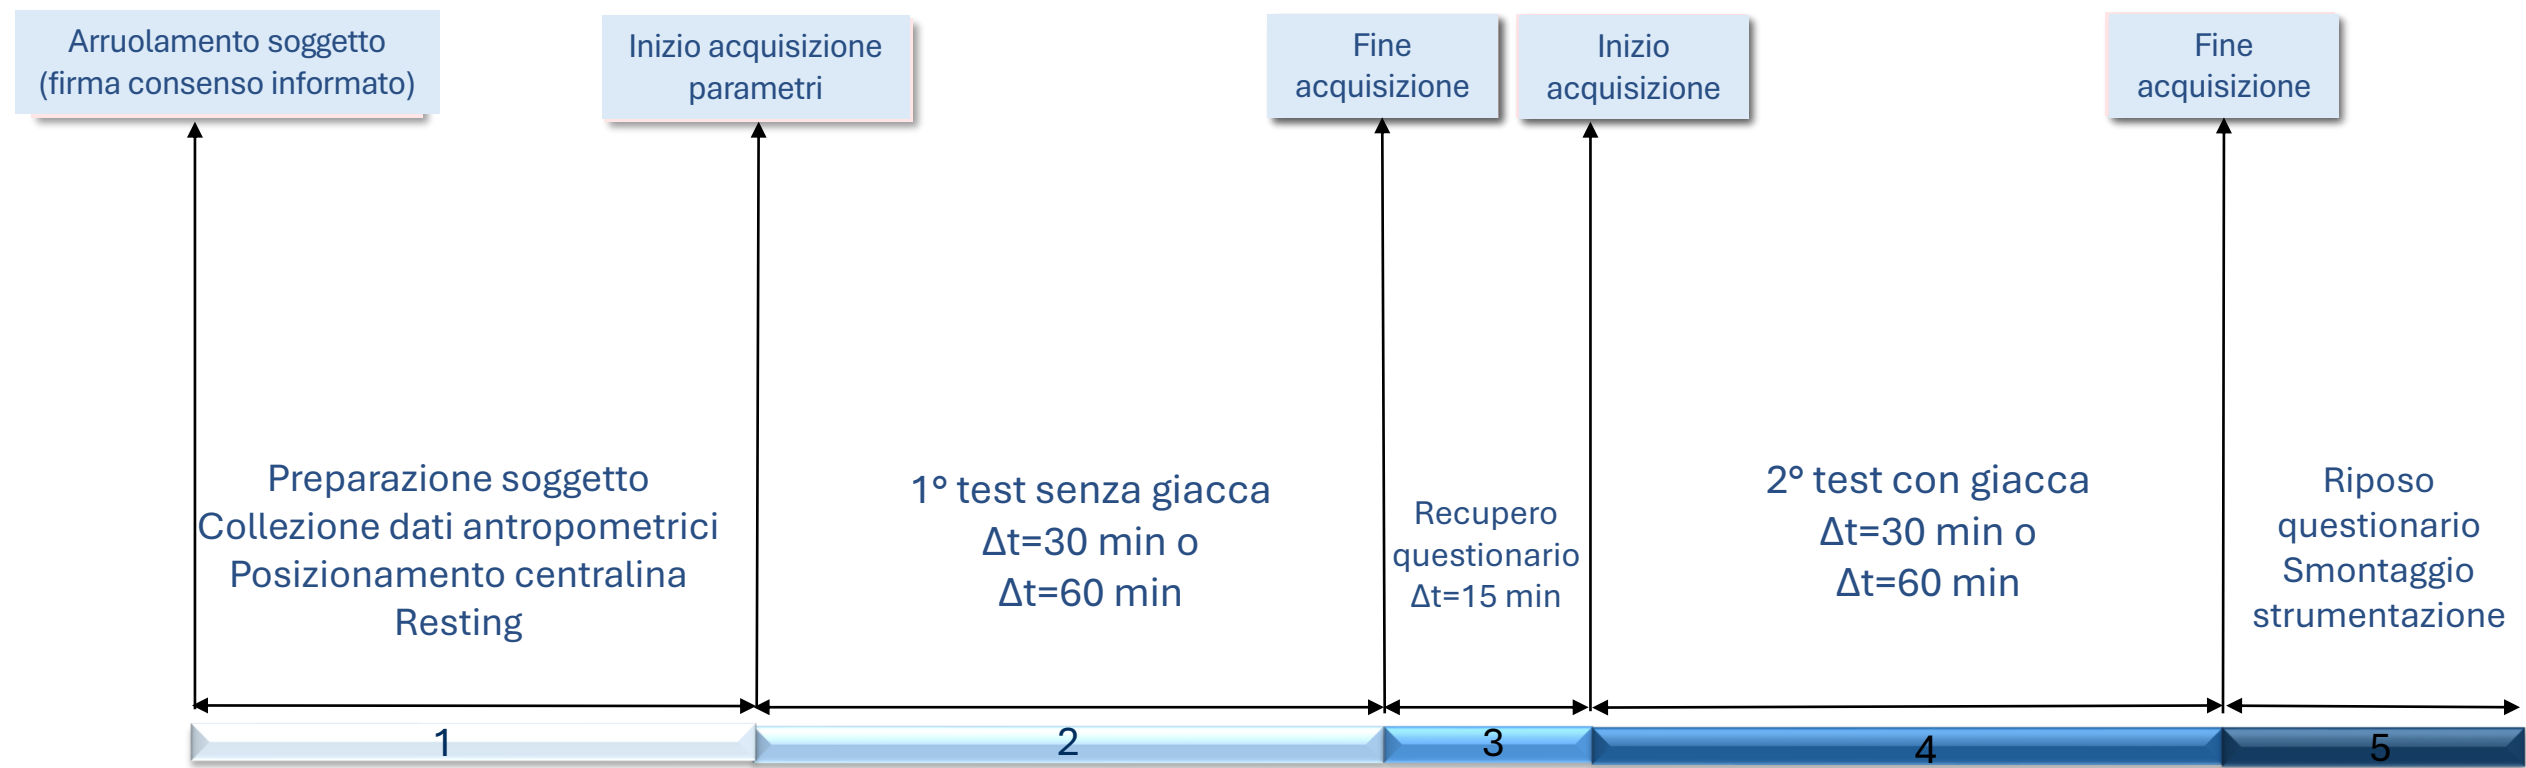 Arruolamento soggetto
(firma consenso informato)
Inizio acquisizione
parametri
Fine
acquisizione
Inizio
acquisizione
Fine
acquisizione
Preparazione soggetto
Collezione dati antropometrici
Posizionamento centralina
Resting
1° test senza giacca
Δt=30 min o
Δt=60 min
Recupero
questionario
Δt=15 min
2° test con giacca
Δt=30 min o
Δt=60 min
Riposo
questionario
Smontaggio
strumentazione
1
2
3
4
5